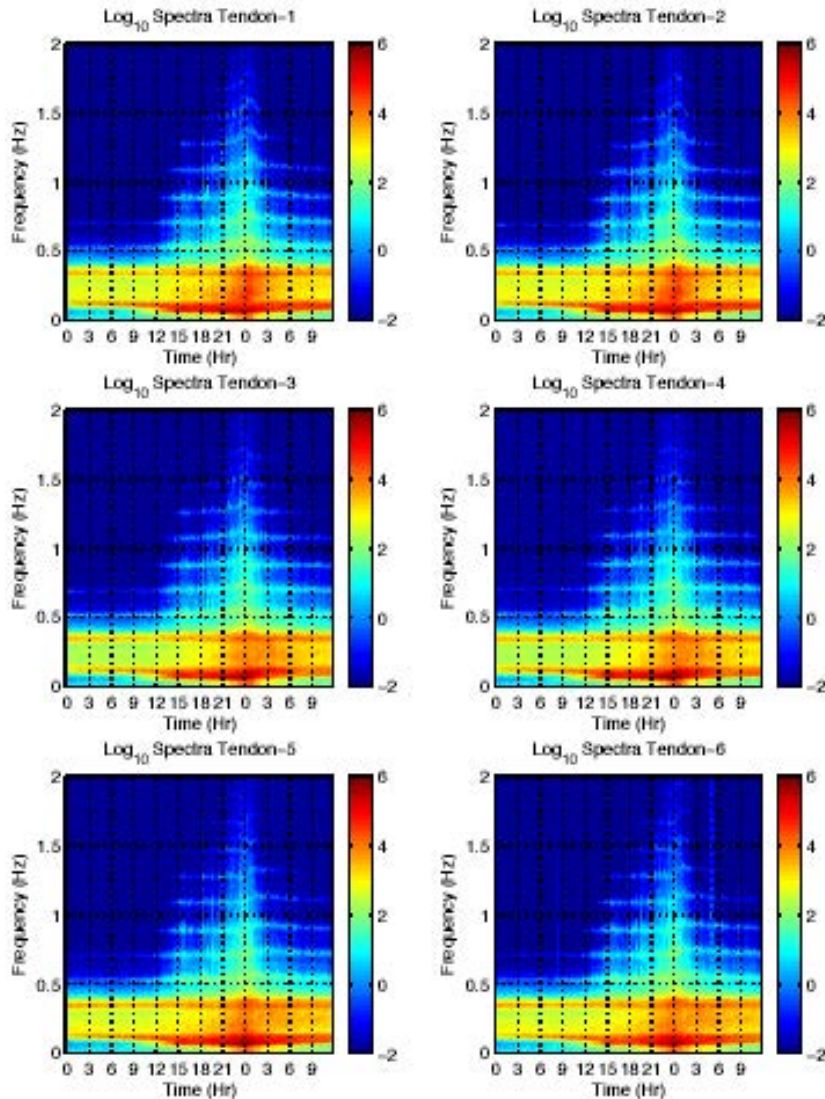 Log10 Spectra Tendon-1
Frequency (Hz)
2
1.5
1
0.5
0
0 3 6 9 12 15 18 21 0 3 6 9
Time (Hr)
6
4
2
0
-2
Log10 Spectra Tendon-2
Frequency (Hz)
2
1.5
1
0.5
0
0 3 6 9 12 15 18 21 0 3 6 9
Time (Hr)
6
4
2
0
-2
Log10 Spectra Tendon-3
Frequency (Hz)
2
1.5
1
0.5
0
0 3 6 9 12 15 18 21 0 3 6 9
Time (Hr)
6
4
2
0
-2
Log10 Spectra Tendon-4
Frequency (Hz)
2
1.5
1
0.5
0
0 3 6 9 12 15 18 21 0 3 6 9
Time (Hr)
6
4
2
0
-2
Log10 Spectra Tendon-5
Frequency (Hz)
2
1.5
1
0.5
0
0 3 6 9 12 15 18 21 0 3 6 9
Time (Hr)
6
4
2
0
-2
Log10 Spectra Tendon-6
Frequency (Hz)
2
1.5
1
0.5
0
0 3 6 9 12 15 18 21 0 3 6 9
Time (Hr)
6
4
2
0
-2